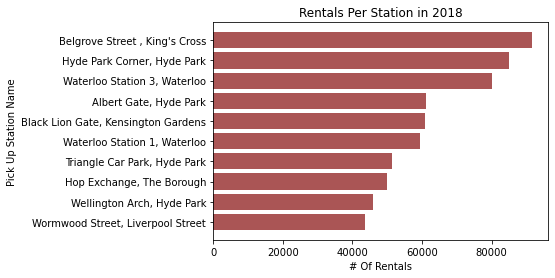 Rentals Per Station in 2018
Pick Up Station Name
Belgrove Street , King's Cross
Hyde Park Corner, Hyde Park
Waterloo Station 3, Waterloo
Albert Gate, Hyde Park
Black Lion Gate, Kensington Gardens
Waterloo Station 1, Waterloo
Triangle Car Park, Hyde Park
Hop Exchange, The Borough
Wellington Arch, Hyde Park
Wormwood Street, Liverpool Street
0 20000 40000 60000 80000
# Of Rentals